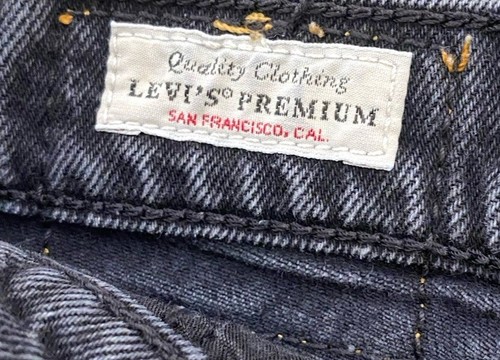 Quality Clothing
LEVI'S® PREMIUM
SAN FRANCISCO, CAL.